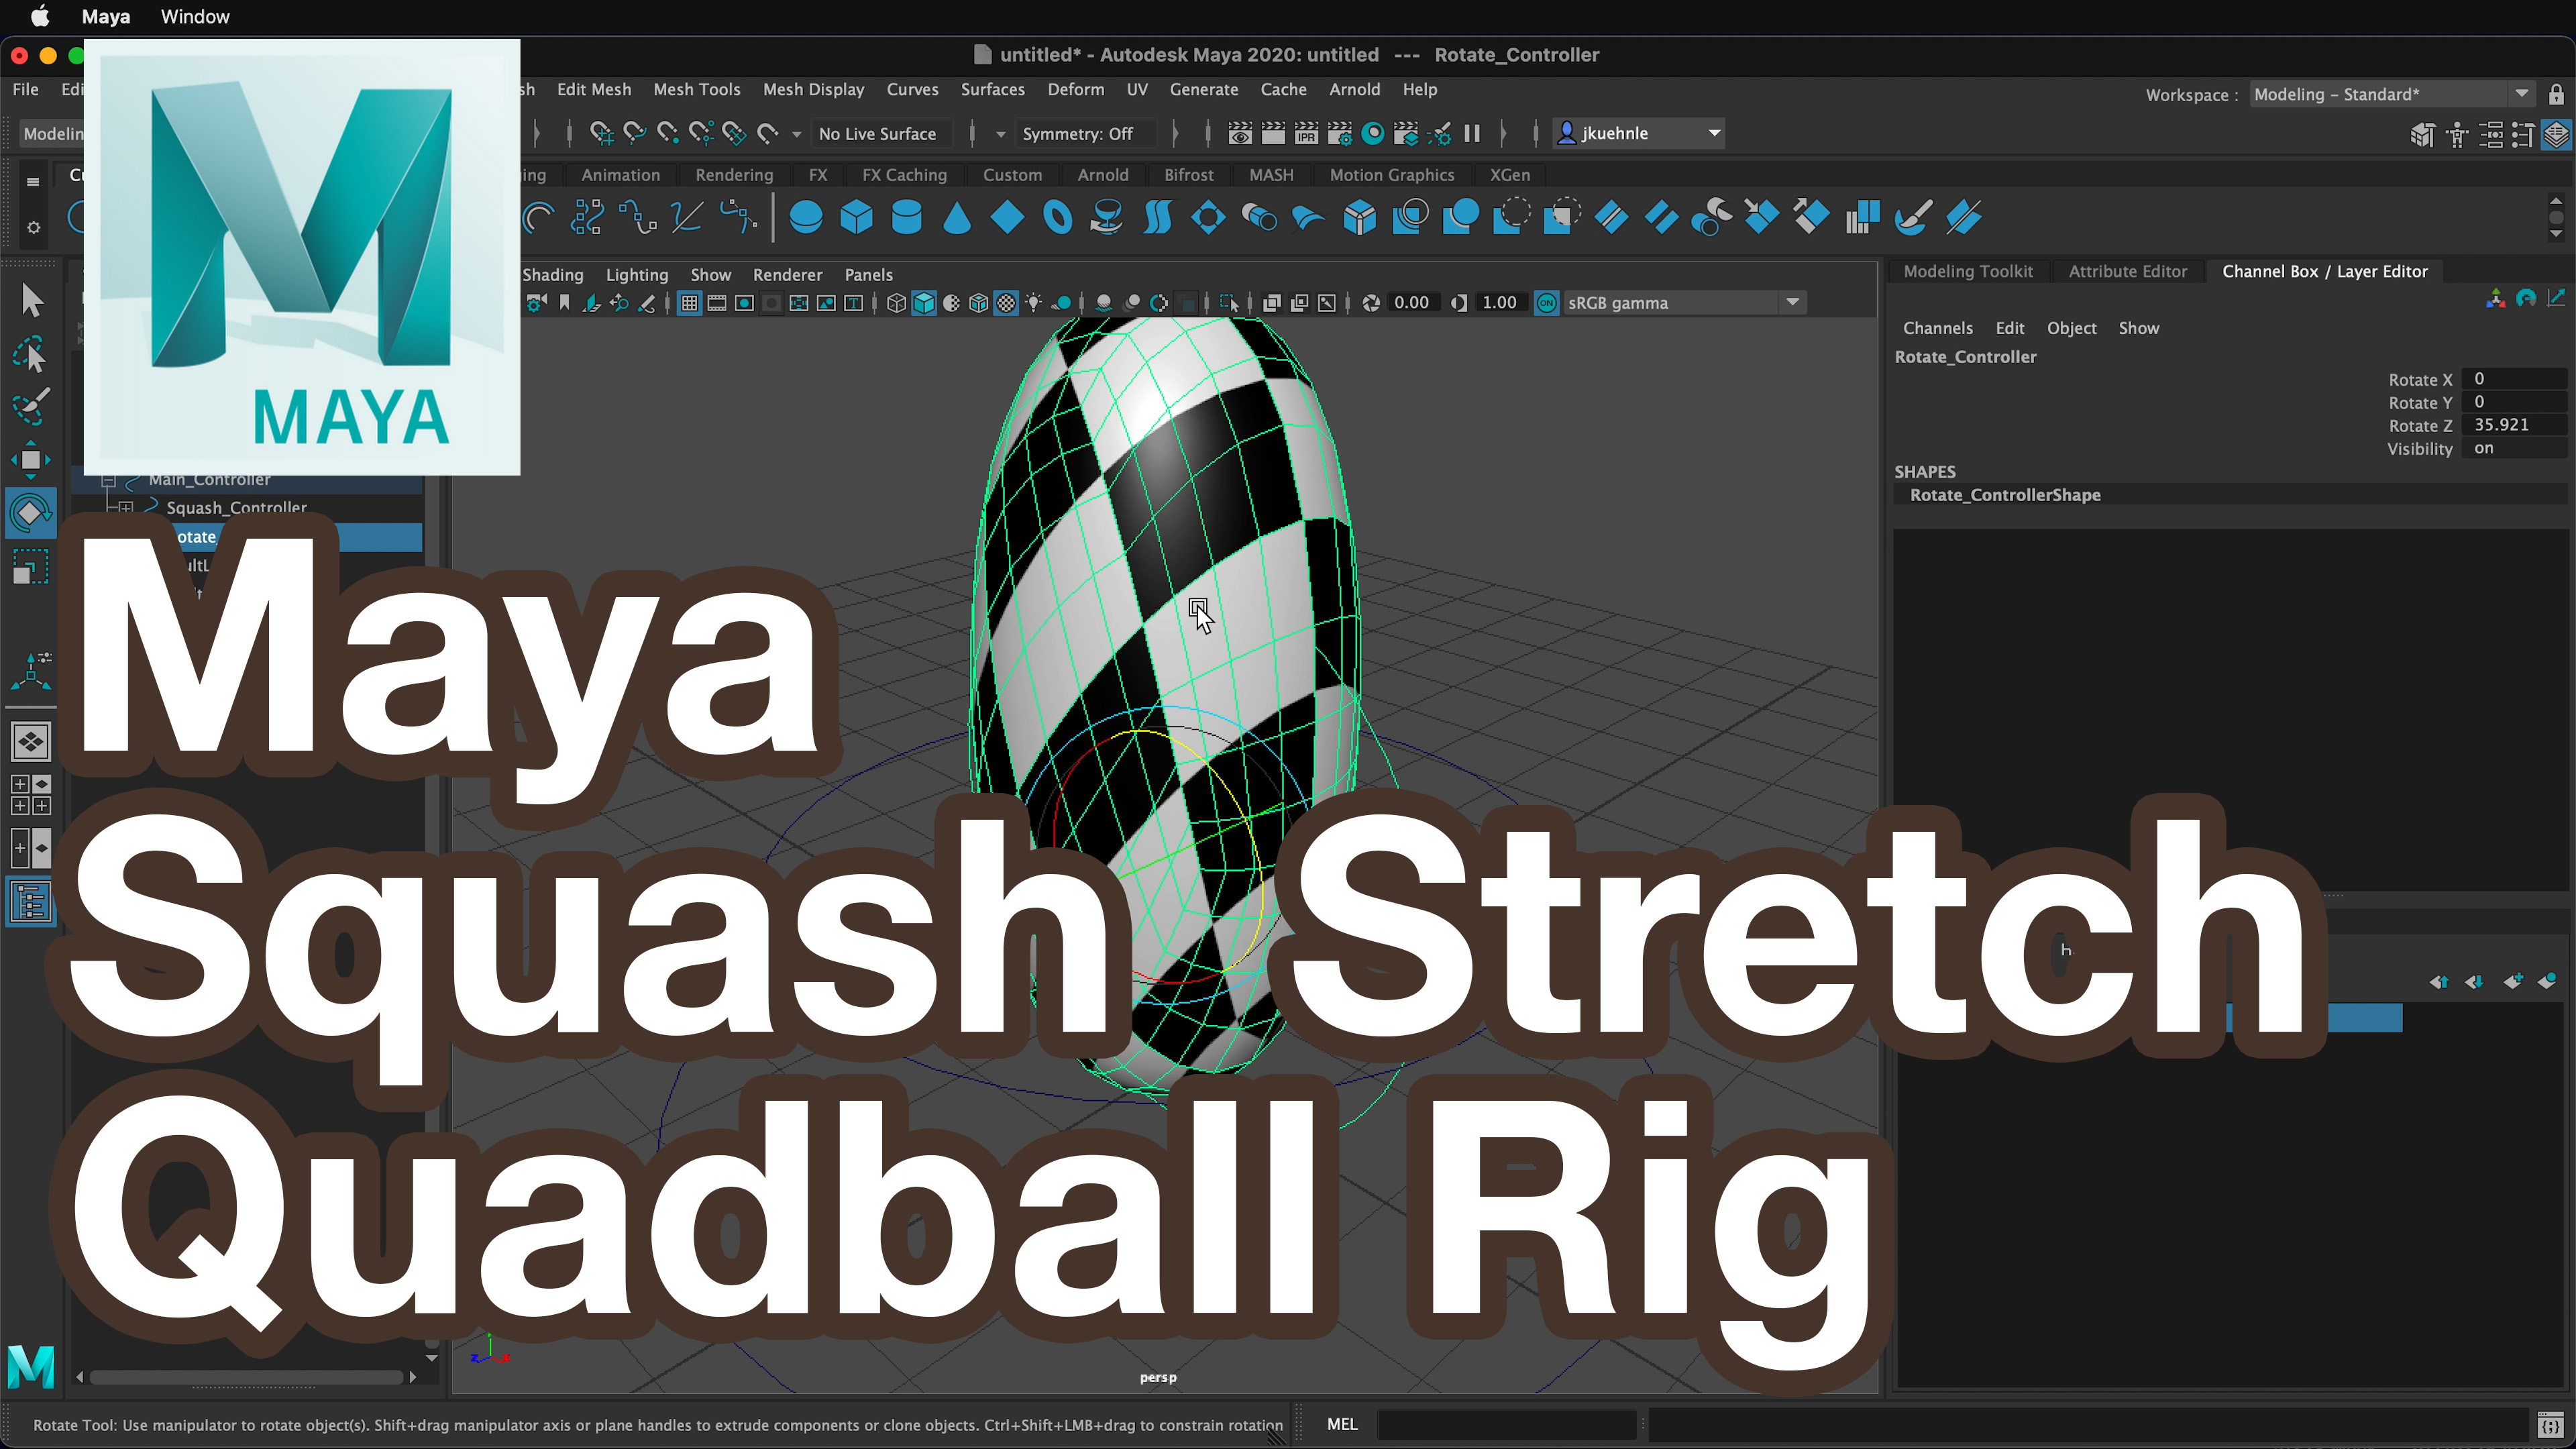 Maya Window
untitled* - Autodesk Maya 2020: untitled --- Rotate_Controller
File Edit Mesh Mesh Tools Mesh Display Curves Surfaces Deform UV Generate Cache Arnold Help
Workspace : Modeling - Standard*
No Live Surface Symmetry: Off IPR jkuehnle
Animation Rendering FX FX Caching Custom Arnold Bifrost MASH Motion Graphics XGen
MAYA
Shading Lighting Show Renderer Panels
0.00 1.00 ON sRGB gamma
Modeling Toolkit Attribute Editor Channel Box / Layer Editor
Channels Edit Object Show
Rotate_Controller
Rotate X 0
Rotate Y 0
Rotate Z 35.921
Visibility on
SHAPES
Rotate_ControllerShape
Main_Controller
Squash_Controller
Maya
Squash Stretch
Quadball Rig
persp
Rotate Tool: Use manipulator to rotate object(s). Shift+drag manipulator axis or plane handles to extrude components or clone objects. Ctrl+Shift+LMB+drag to constrain rotation
MEL